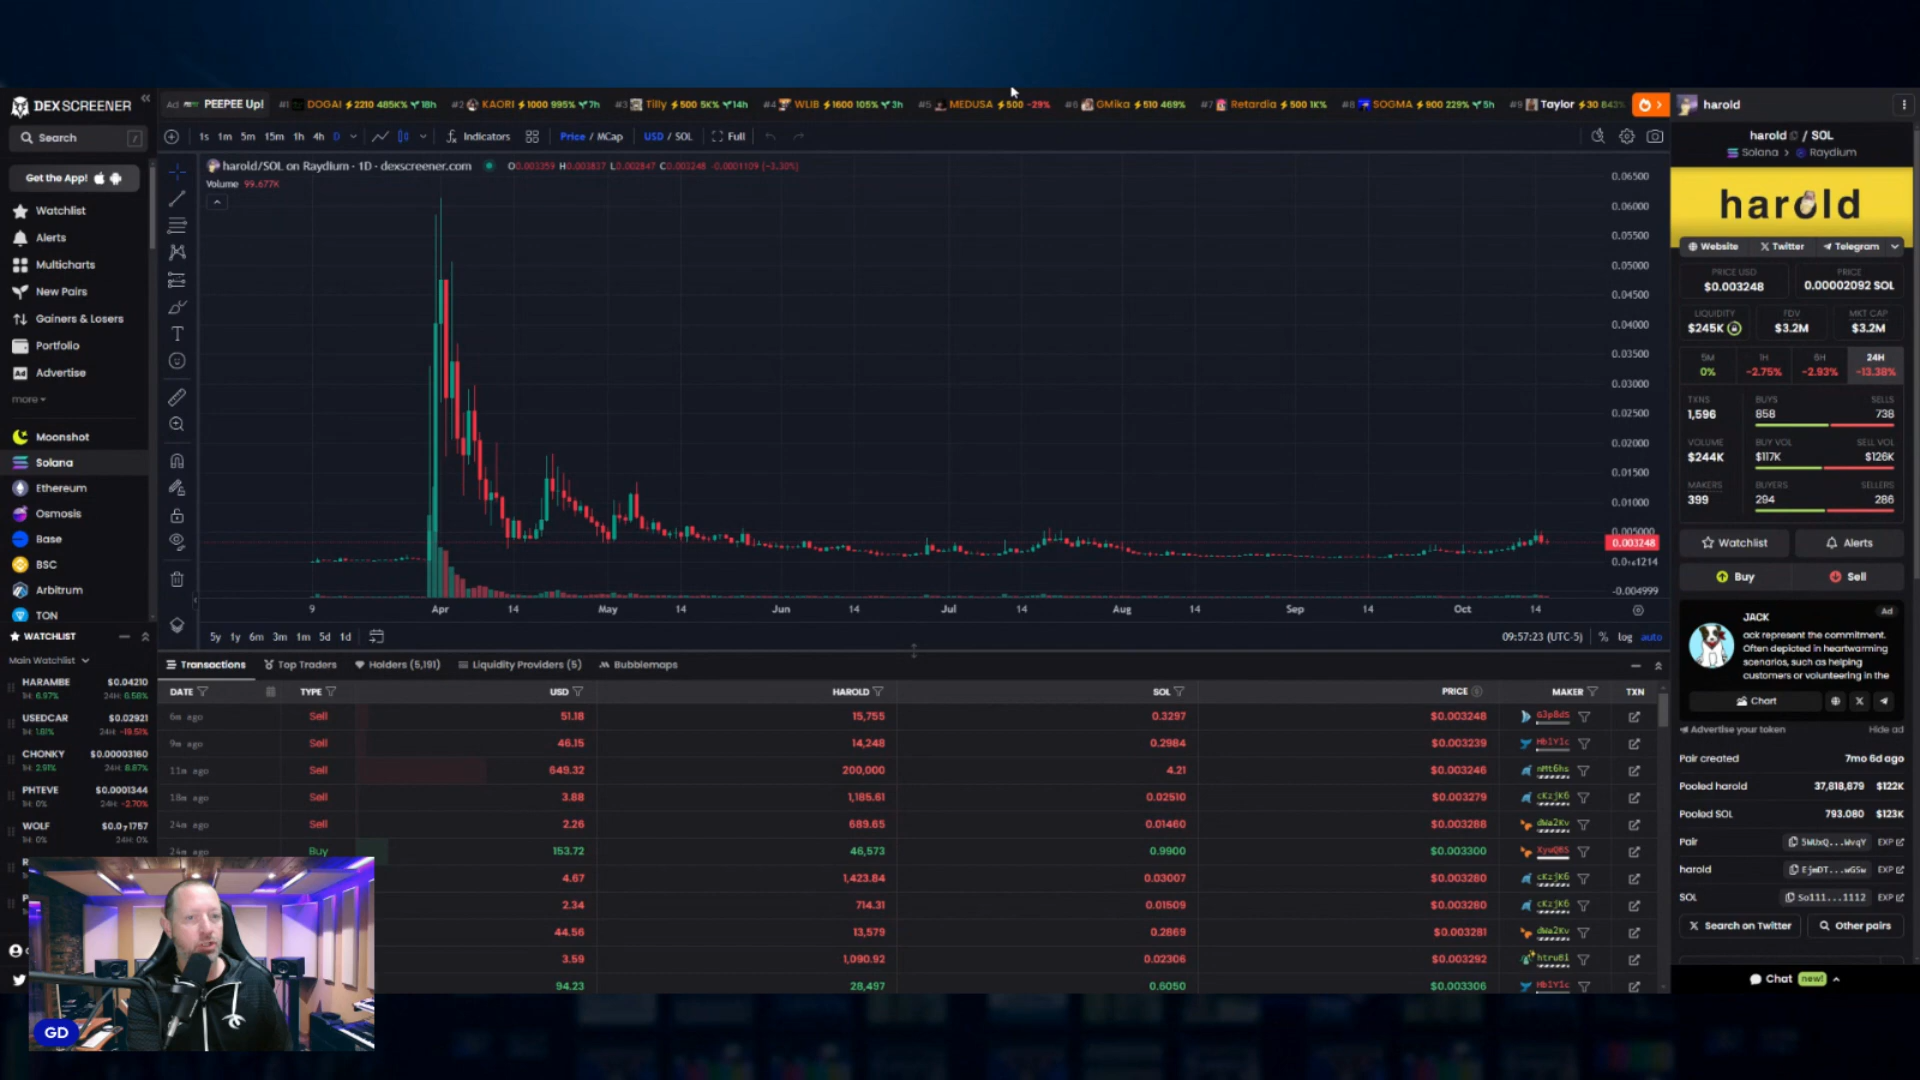 DEX SCREENER
Ad PEEPEE Up! #1 DOGAI ⚡2210 485K% 18h #2 KAORI ⚡1000 995% 7h #3 Tilly ⚡500 5K% 14h #4 WLIB ⚡1600 105% 3h #5 MEDUSA ⚡500 -29% #6 GMika ⚡510 469% #7 Retardia ⚡500 1K% #8 SOGMA ⚡900 229% 5h #9 Taylor ⚡30 843%
harold
Search /
1s 1m 5m 15m 1h 4h D Indicators Price / MCap USD / SOL Full
harold / SOL
Solana > Raydium
Get the App!
Watchlist
Alerts
Multicharts
New Pairs
Gainers & Losers
Portfolio
Advertise
more
Moonshot
Solana
Ethereum
Osmosis
Base
BSC
Arbitrum
TON
WATCHLIST
Main Watchlist
HARAMBE $0.04210
1H: 6.97% 24H: 6.58%
USEDCAR $0.02921
1H: 1.81% 24H: -19.51%
CHONKY $0.00003160
1H: 2.91% 24H: 8.87%
PHTEVE $0.0001344
1H: 0% 24H: -2.70%
WOLF $0.0₇1757
1H: 0% 24H: 0%
GD
harold/SOL on Raydium · 1D · dexscreener.com O0.003359 H0.003837 L0.002847 C0.003248 -0.0001109 (-3.30%)
Volume 99.677K
0.06500
0.06000
0.05500
0.05000
0.04500
0.04000
0.03500
0.03000
0.02500
0.02000
0.01500
0.01000
0.005000
0.003248
-0.004999
9 Apr 14 May 14 Jun 14 Jul 14 Aug 14 Sep 14 Oct 14
5y 1y 6m 3m 1m 5d 1d
09:57:23 (UTC-5) % log auto
Transactions Top Traders Holders (5,191) Liquidity Providers (5) Bubblemaps
DATE TYPE USD HAROLD SOL PRICE MAKER TXN
6m ago Sell 51.18 15,755 0.3297 $0.003248 G3pBdS
9m ago Sell 46.15 14,248 0.2984 $0.003239 Hb1Y1c
11m ago Sell 649.32 200,000 4.21 $0.003246 nMt6hs
18m ago Sell 3.88 1,185.61 0.02510 $0.003279 cKzjK6
24m ago Sell 2.26 689.65 0.01460 $0.003288 dWa2Kv
24m ago Buy 153.72 46,573 0.9900 $0.003300
4.67 1,423.84 0.03007 $0.003280 cKzjK6
2.34 714.31 0.01509 $0.003280 cKzjK6
44.56 13,579 0.2869 $0.003281 dWa2Kv
3.59 1,090.92 0.02306 $0.003292 htru8i
94.23 28,497 0.6050 $0.003306 Hb1Y1c
harold
Website Twitter Telegram
PRICE USD
$0.003248
PRICE
0.00002092 SOL
LIQUIDITY
$245K
FDV
$3.2M
MKT CAP
$3.2M
5M 1H 6H 24H
0% -2.75% -2.93% -13.38%
TXNS BUYS SELLS
1,596 858 738
VOLUME BUY VOL SELL VOL
$244K $117K $126K
MAKERS BUYERS SELLERS
399 294 286
Watchlist Alerts
Buy Sell
JACK Ad
ack represent the commitment.
Often depicted in heartwarming
scenarios, such as helping
customers or volunteering in the
Chart
Advertise your token Hide ad
Pair created 7mo 6d ago
Pooled harold 37,818,879 $122K
Pooled SOL 793.080 $123K
Pair 5WUxQ...WvqY EXP
harold EjmDT...wGSw EXP
SOL So111...1112 EXP
Search on Twitter Other pairs
Chat new!